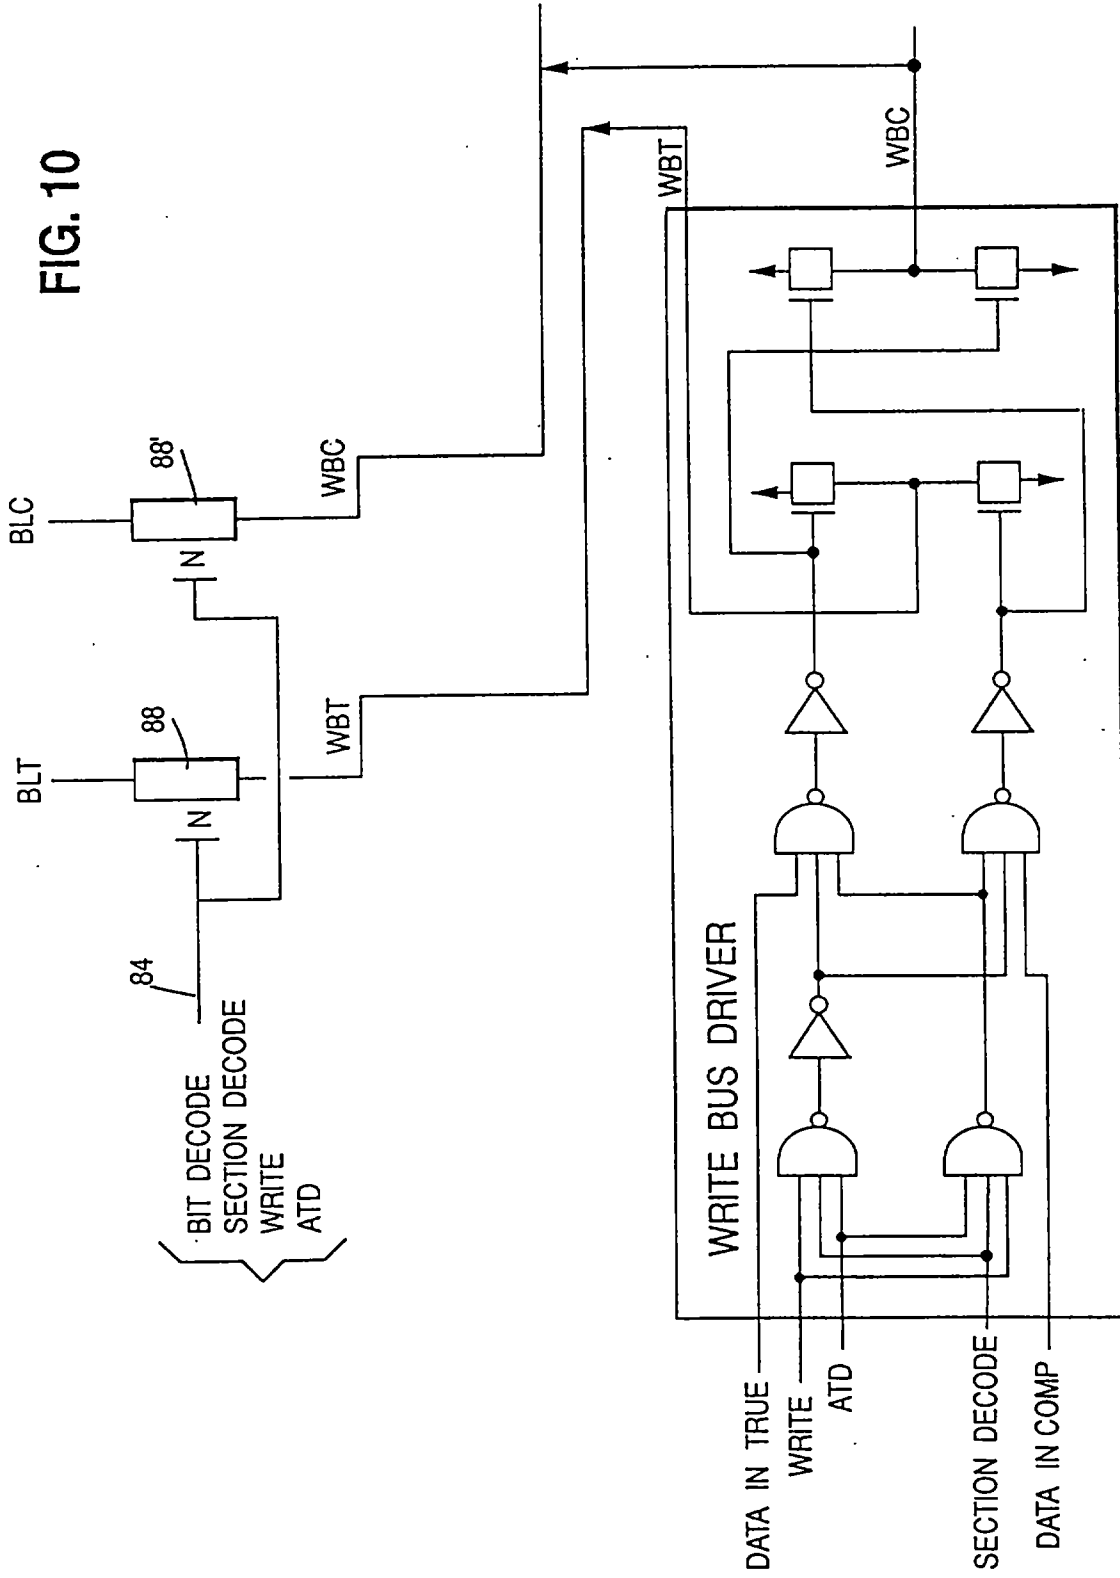 FIG. 10
BLT
BLC
88
88'
N
N
84
BIT DECODE
SECTION DECODE
WRITE
ATD
WBT
WBC
WBT
WBC
WRITE BUS DRIVER
DATA IN TRUE
WRITE
ATD
SECTION DECODE
DATA IN COMP